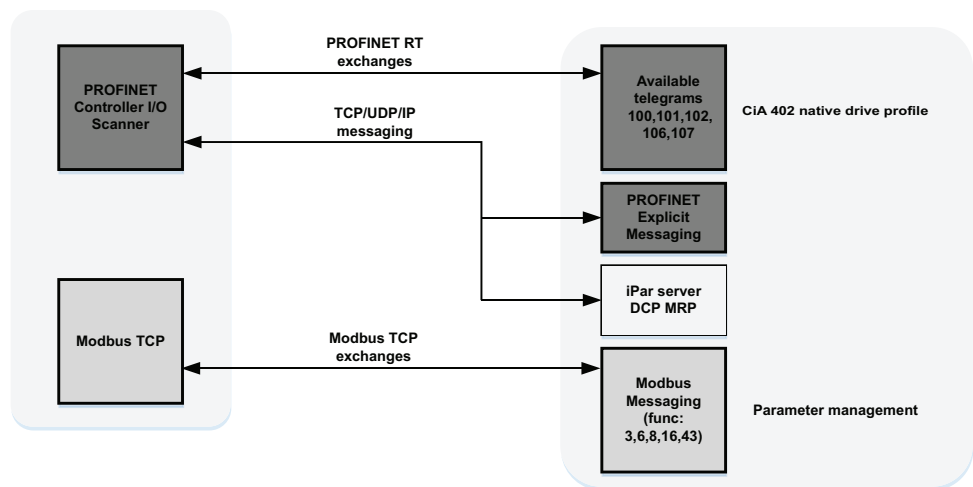 PROFINET
Controller I/O
Scanner
PROFINET RT
exchanges
TCP/UDP/IP
messaging
Available
telegrams
100,101,102,
106,107
CiA 402 native drive profile
PROFINET
Explicit
Messaging
iPar server
DCP MRP
Modbus TCP
Modbus TCP
exchanges
Modbus
Messaging
(func:
3,6,8,16,43)
Parameter management